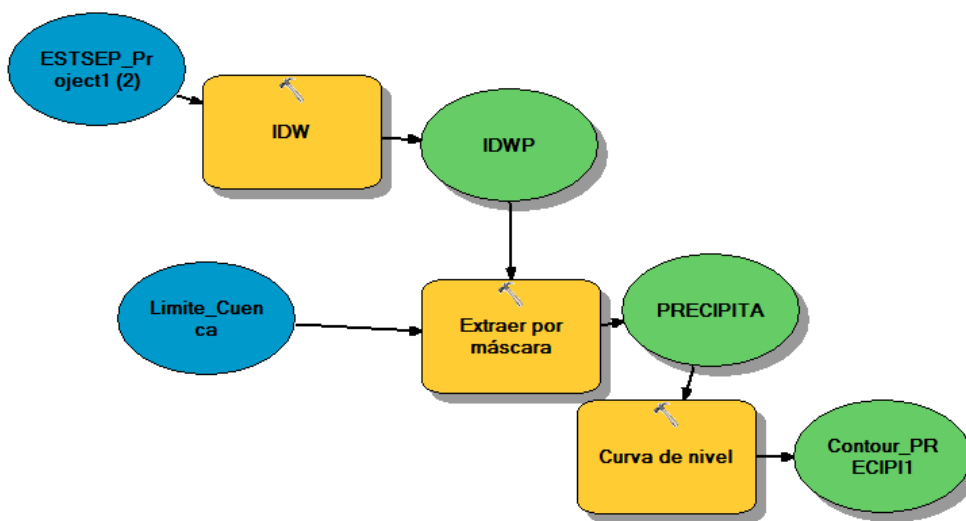 ESTSEP_Pr
oject1 (2)
IDW
IDWP
Limite_Cuen
ca
Extraer por
máscara
PRECIPITA
Curva de nivel
Contour_PR
ECIPI1